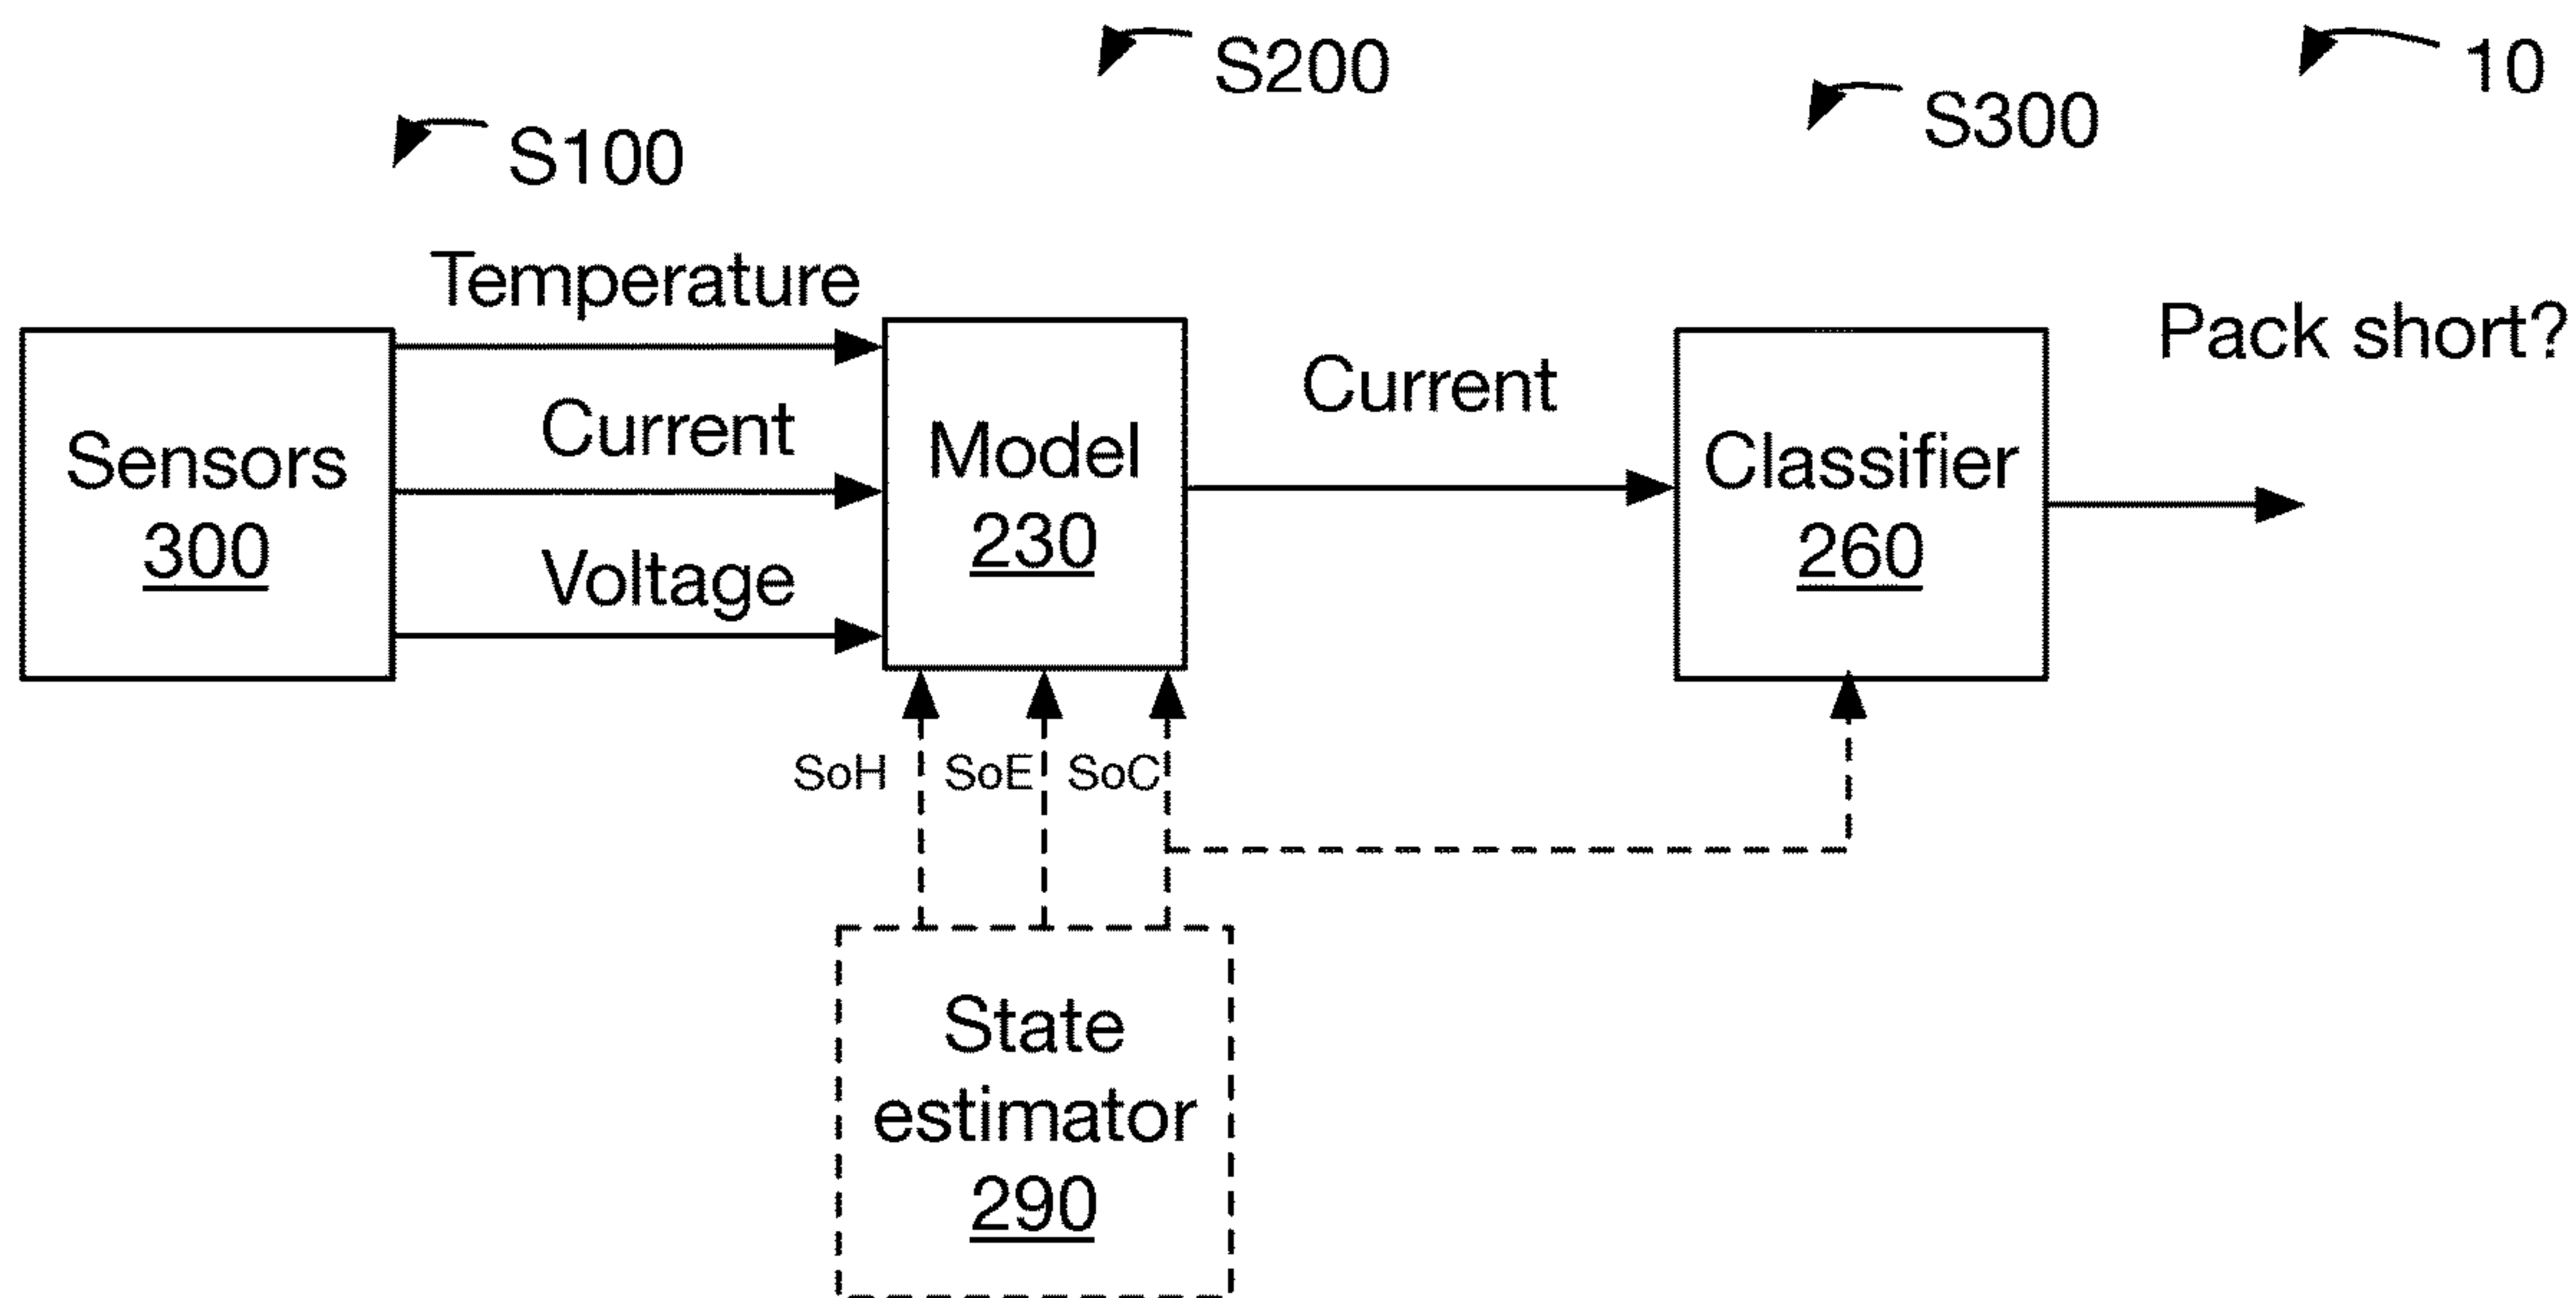 S200
10
S300
S100
Temperature
Current
Voltage
Sensors
300
Model
230
Current
Classifier
260
Pack short?
SoH
SoE
SoC
State
estimator
290